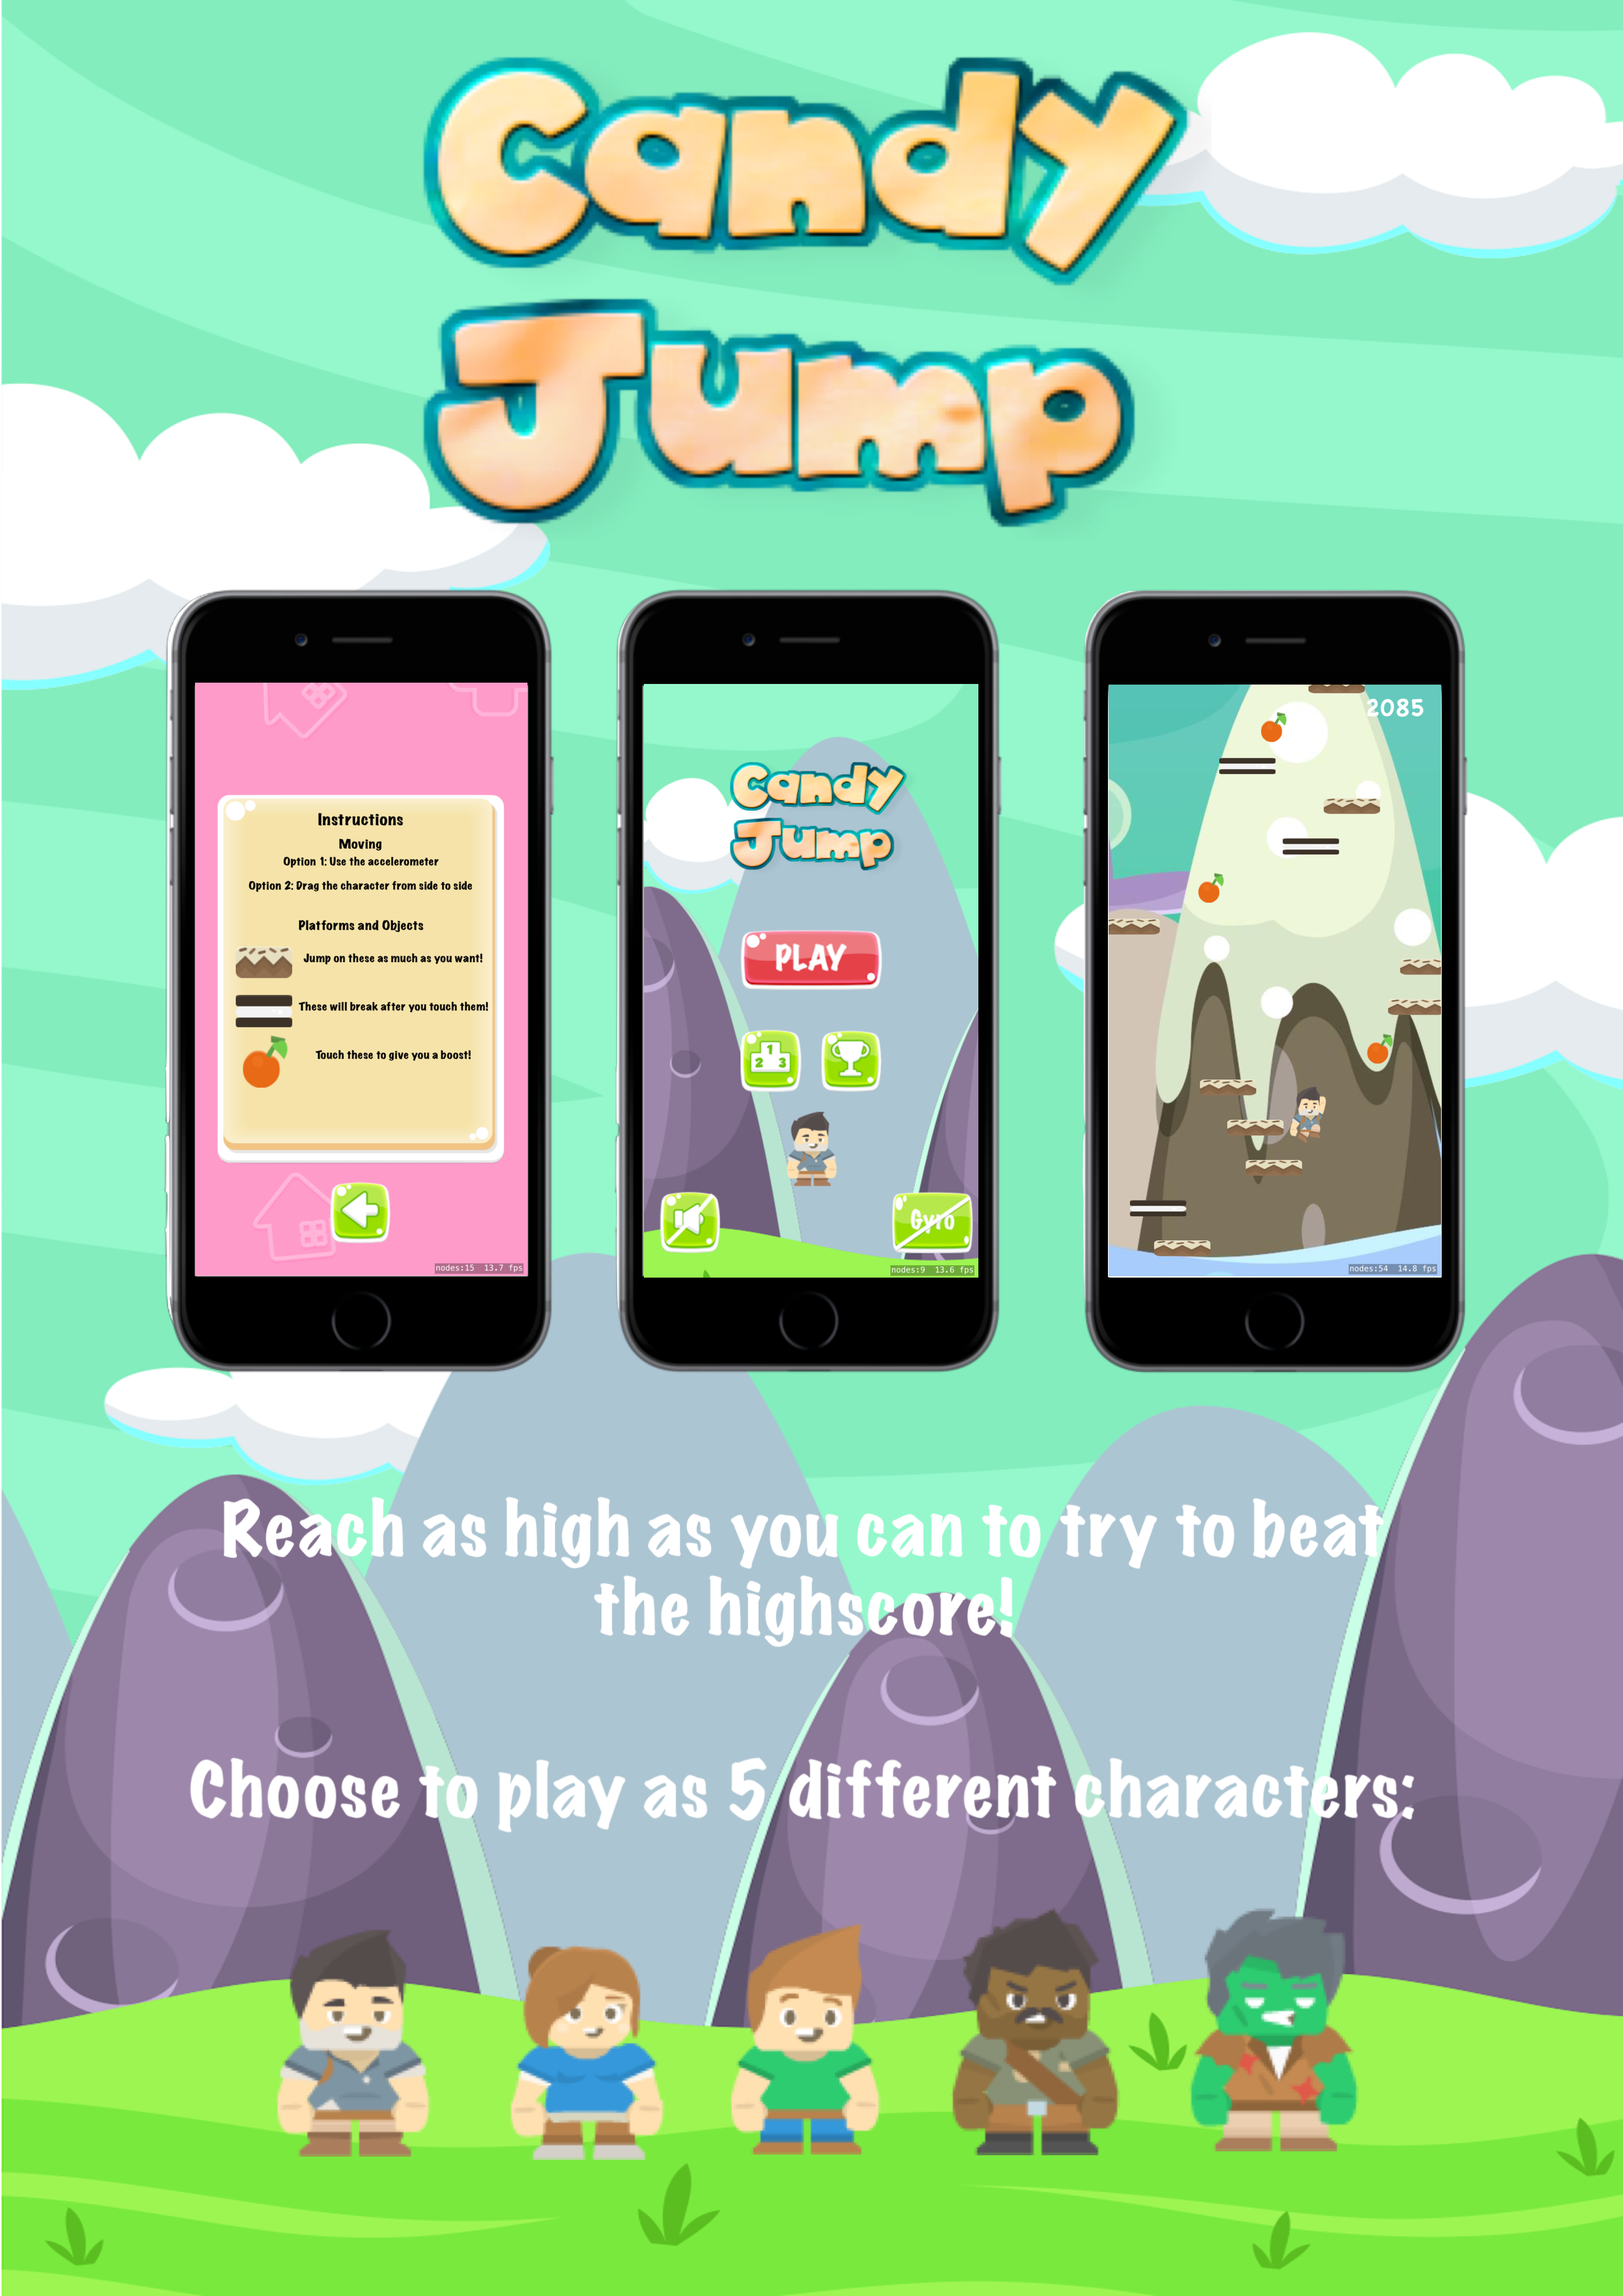 Candy
Jump
Instructions
Moving
Option 1: Use the accelerometer
Option 2: Drag the character from side to side
Platforms and Objects
Jump on these as much as you want!
These will break after you touch them!
Touch these to give you a boost!
nodes:15 13.7 fps
Candy
Jump
PLAY
1
2 3
Gyro
nodes:9 13.6 fps
2085
nodes:54 14.8 fps
Reach as high as you can to try to beat
the highscore!
Choose to play as 5 different characters: